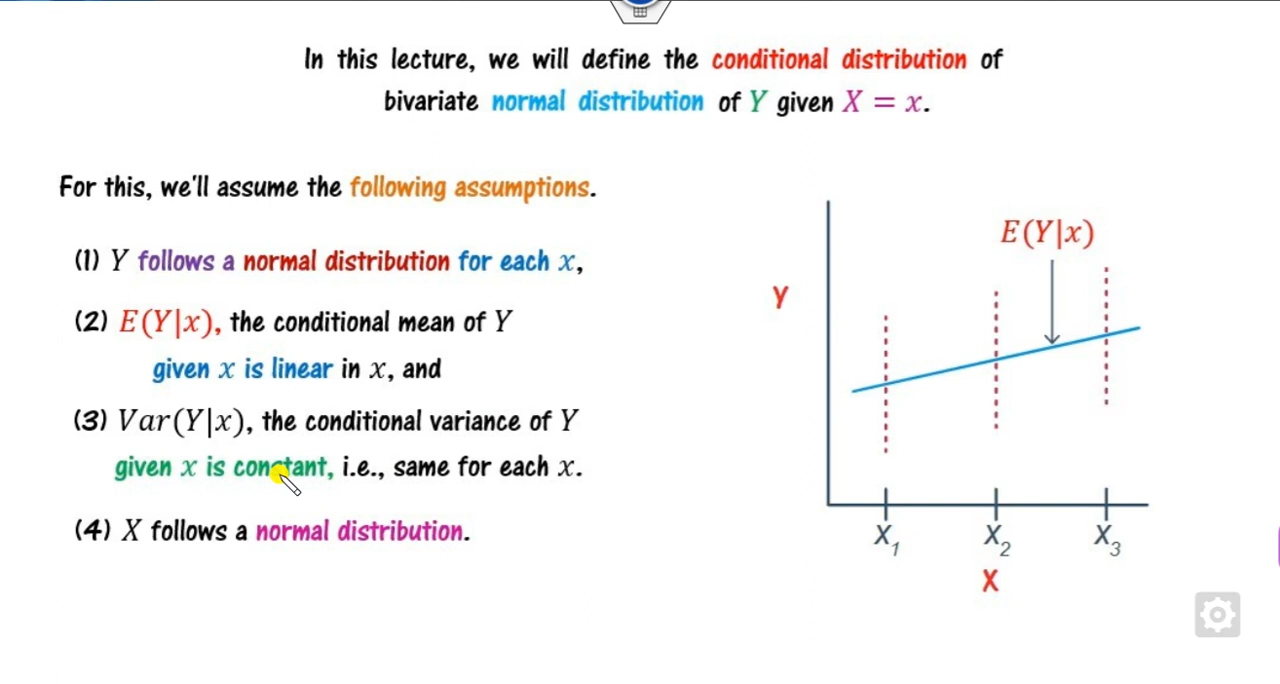 In this lecture, we will define the conditional distribution of
bivariate normal distribution of Y given X = x.
For this, we'll assume the following assumptions.
(1) Y follows a normal distribution for each x,
(2) E(Y|x), the conditional mean of Y
given x is linear in x, and
(3) Var(Y|x), the conditional variance of Y
given x is constant, i.e., same for each x.
(4) X follows a normal distribution.
E(Y|x)
Y
X₁ X₂ X₃
X